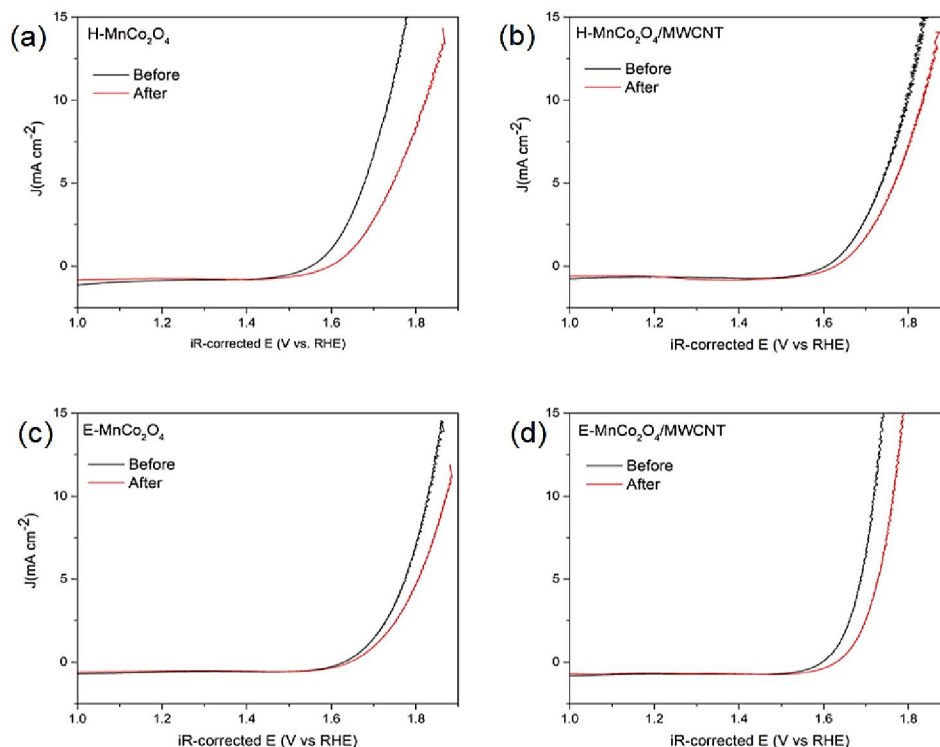 (a)
H-MnCo₂O₄
Before
After
J(mA cm⁻²)
15
10
5
0
1.0 1.2 1.4 1.6 1.8
iR-corrected E (V vs. RHE)
(b)
H-MnCo₂O₄/MWCNT
Before
After
J(mA cm⁻²)
15
10
5
0
1.0 1.2 1.4 1.6 1.8
iR-corrected E (V vs RHE)
(c)
E-MnCo₂O₄
Before
After
J(mA cm⁻²)
15
10
5
0
1.0 1.2 1.4 1.6 1.8
iR-corrected E (V vs RHE)
(d)
E-MnCo₂O₄/MWCNT
Before
After
15
10
5
0
1.0 1.2 1.4 1.6 1.8
iR-corrected E (V vs RHE)